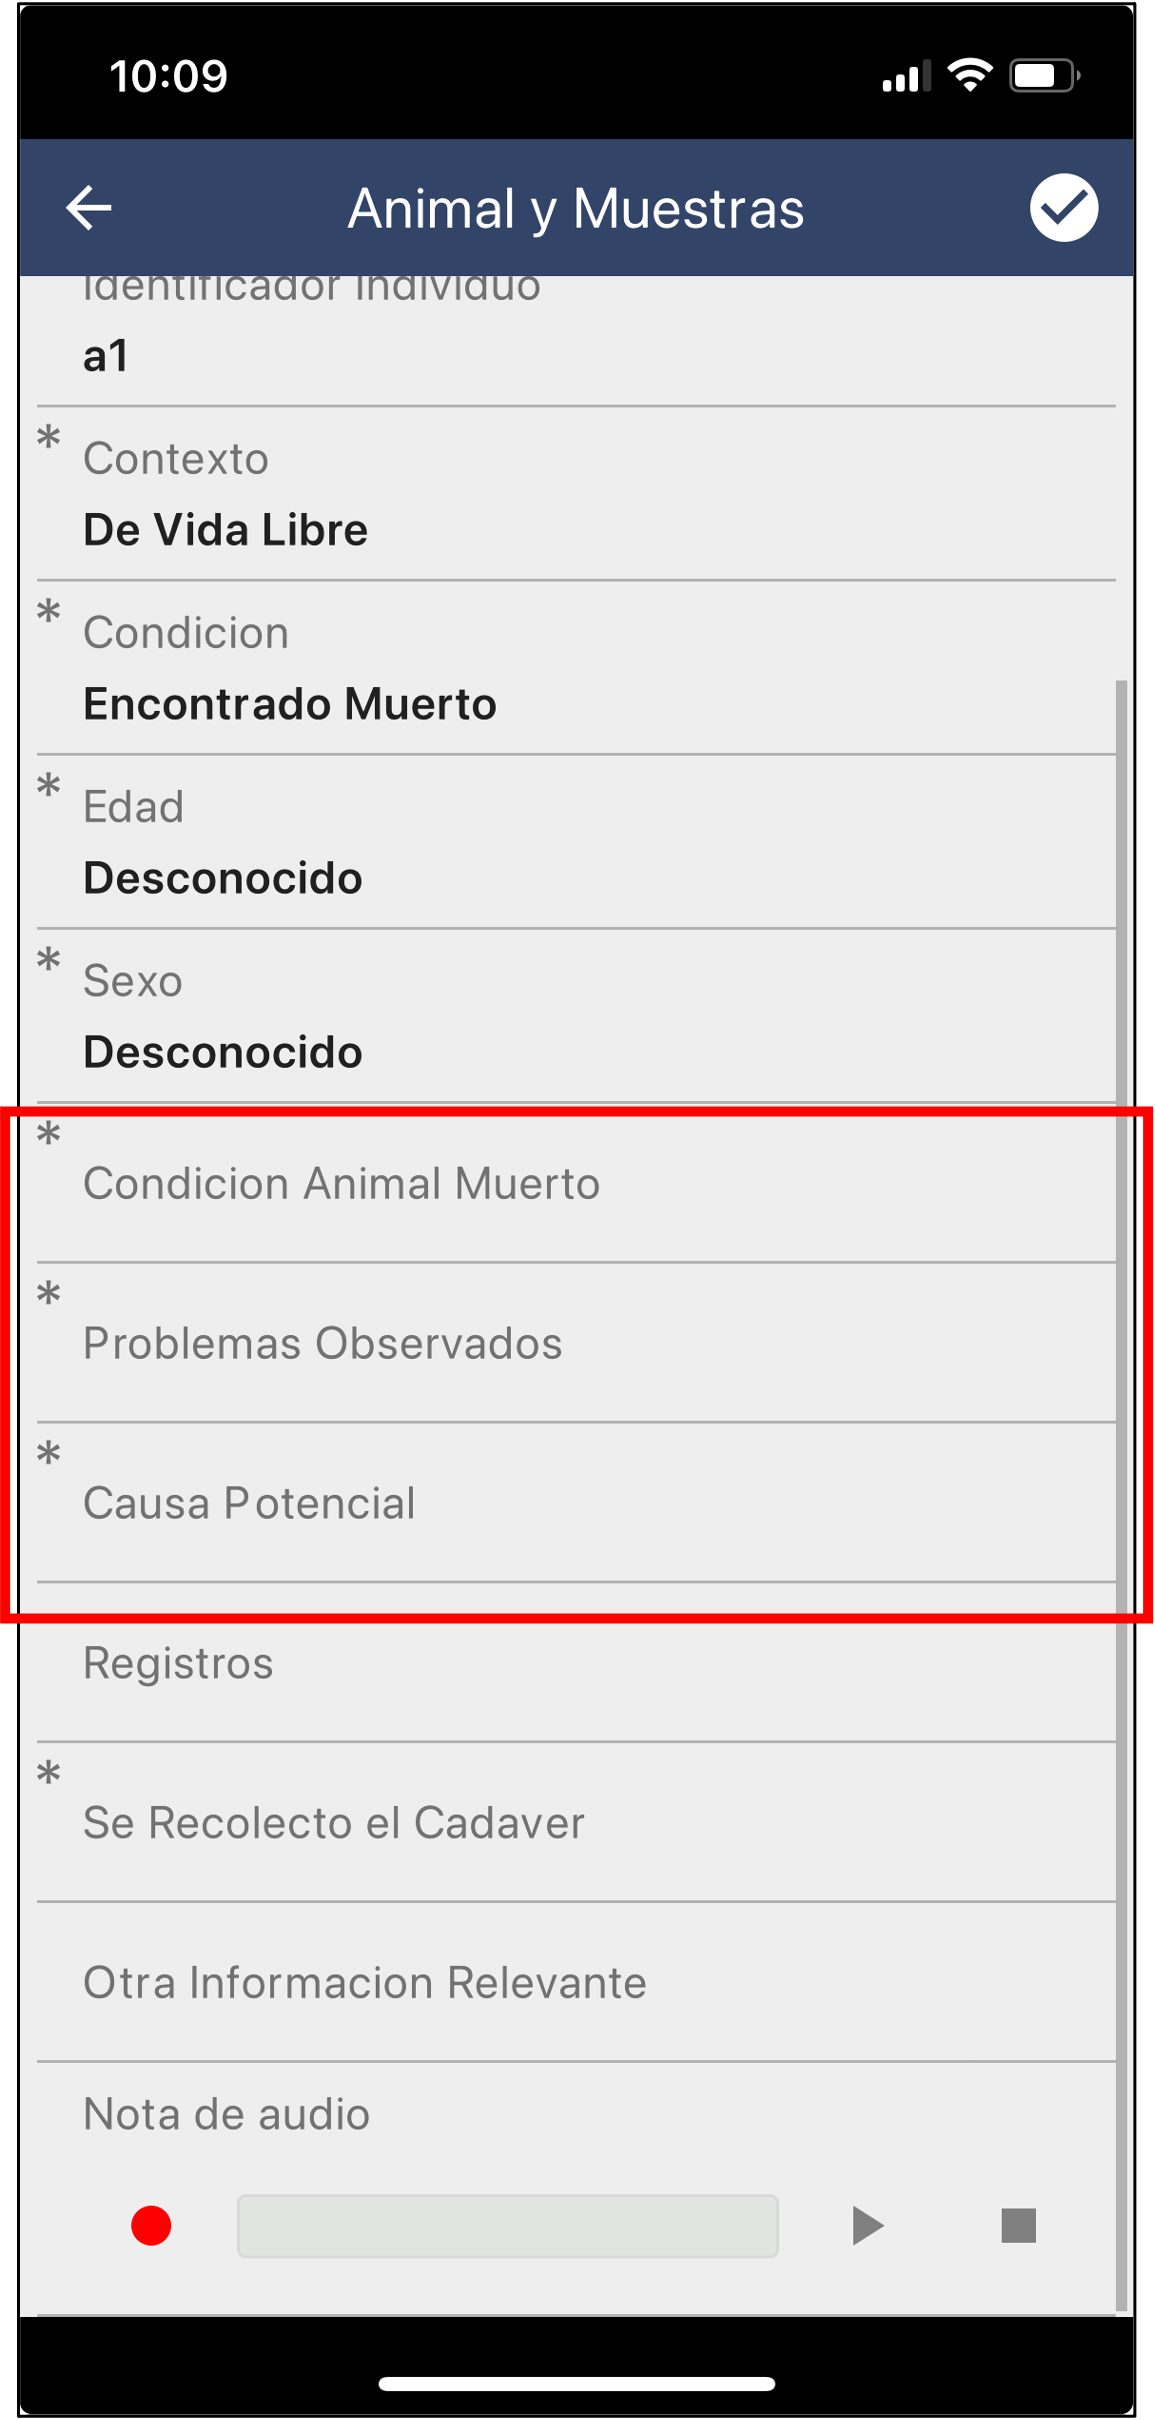 10:09
Animal y Muestras
Identificador Individuo
a1
* Contexto
De Vida Libre
* Condicion
Encontrado Muerto
* Edad
Desconocido
* Sexo
Desconocido
* Condicion Animal Muerto
* Problemas Observados
* Causa Potencial
Registros
* Se Recolecto el Cadaver
Otra Informacion Relevante
Nota de audio